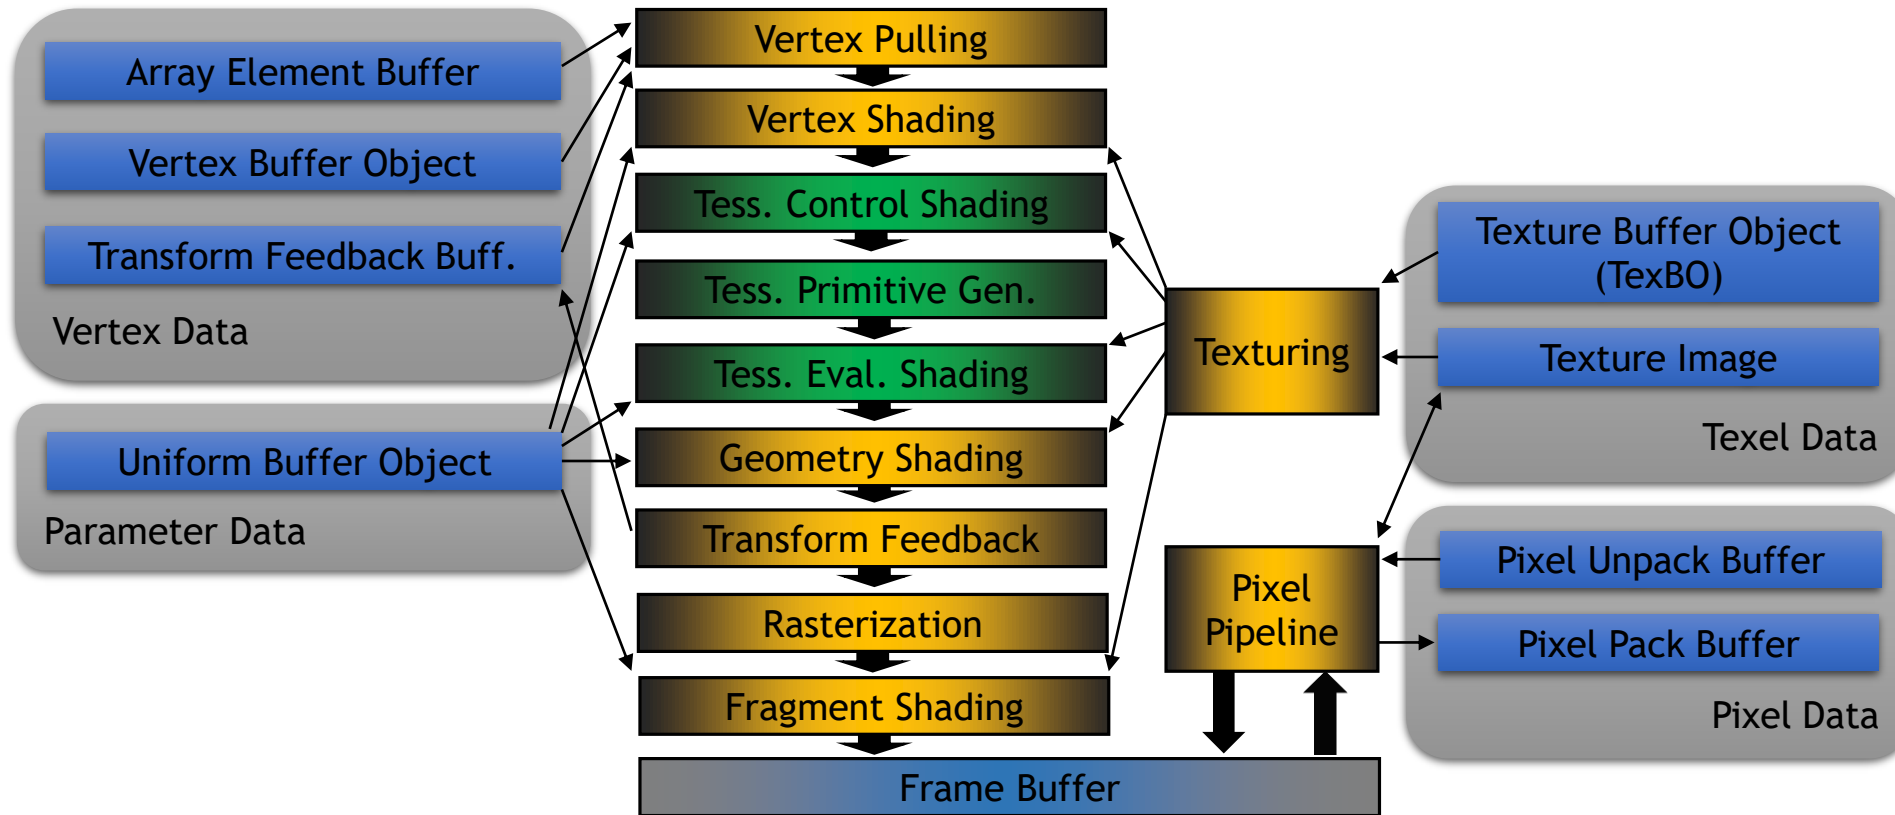 Array Element Buffer
Vertex Buffer Object
Transform Feedback Buff.
Vertex Data
Uniform Buffer Object
Parameter Data
Vertex Pulling
Vertex Shading
Tess. Control Shading
Tess. Primitive Gen.
Tess. Eval. Shading
Geometry Shading
Transform Feedback
Rasterization
Fragment Shading
Frame Buffer
Texturing
Pixel
Pipeline
Texture Buffer Object
(TexBO)
Texture Image
Texel Data
Pixel Unpack Buffer
Pixel Pack Buffer
Pixel Data